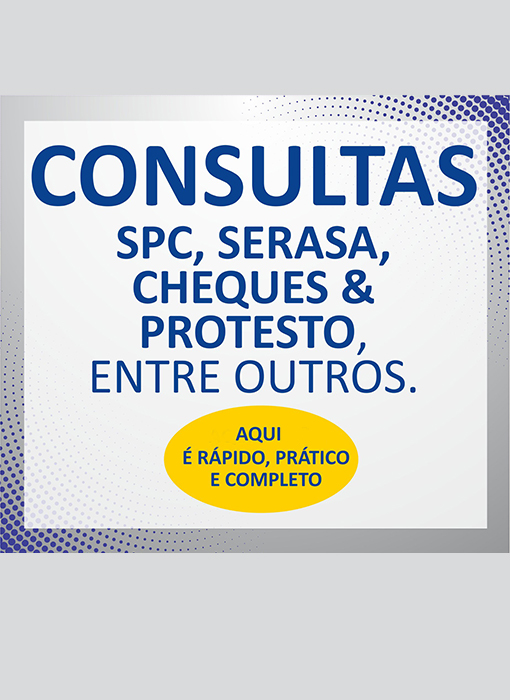 CONSULTAS
SPC, SERASA,
CHEQUES &
PROTESTO,
ENTRE OUTROS.
AQUI
É RÁPIDO, PRÁTICO
E COMPLETO